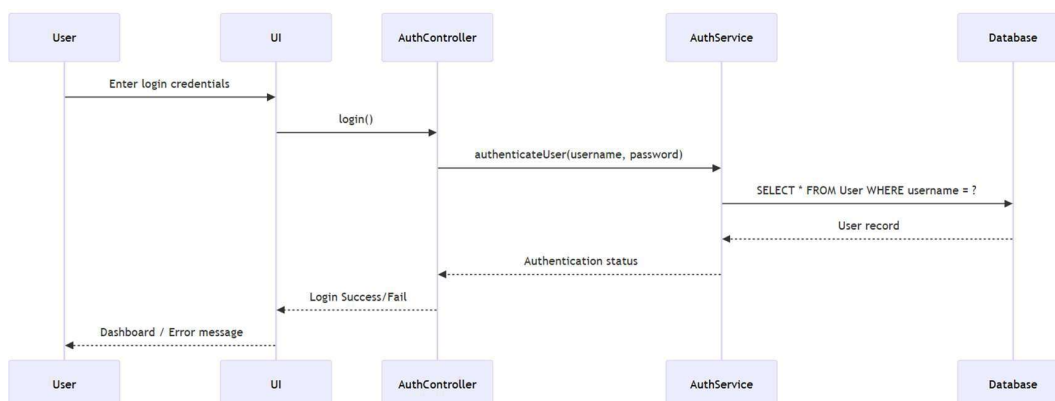 User
UI
AuthController
AuthService
Database
Enter login credentials
login()
authenticateUser(username, password)
SELECT * FROM User WHERE username = ?
User record
Authentication status
Login Success/Fail
Dashboard / Error message
User
UI
AuthController
AuthService
Database